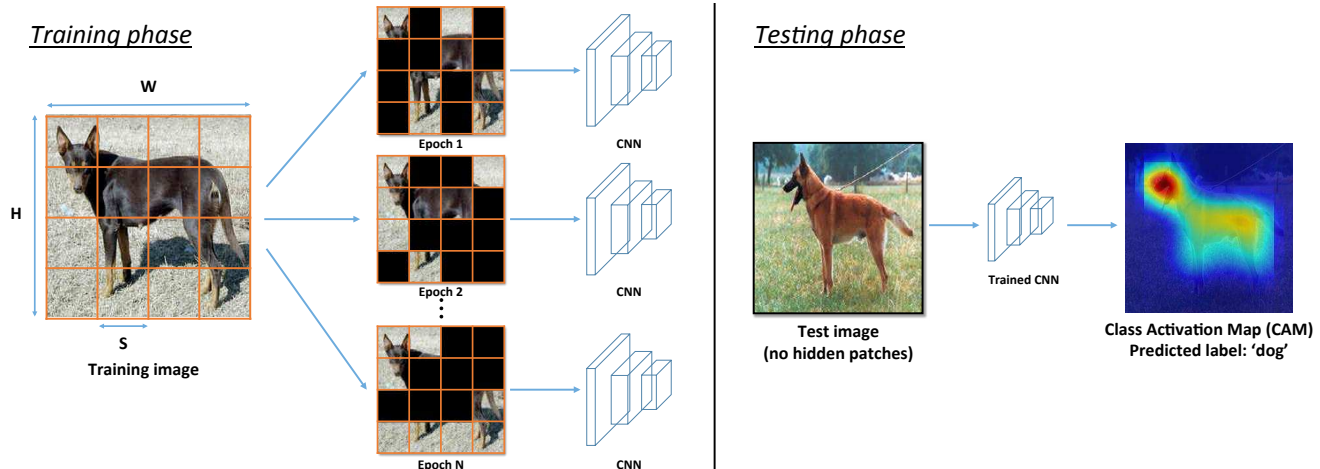 Training phase
W
H
S
Training image
Epoch 1
CNN
Epoch 2
CNN
Epoch N
CNN
Testing phase
Test image
(no hidden patches)
Trained CNN
Class Activation Map (CAM)
Predicted label: ‘dog’